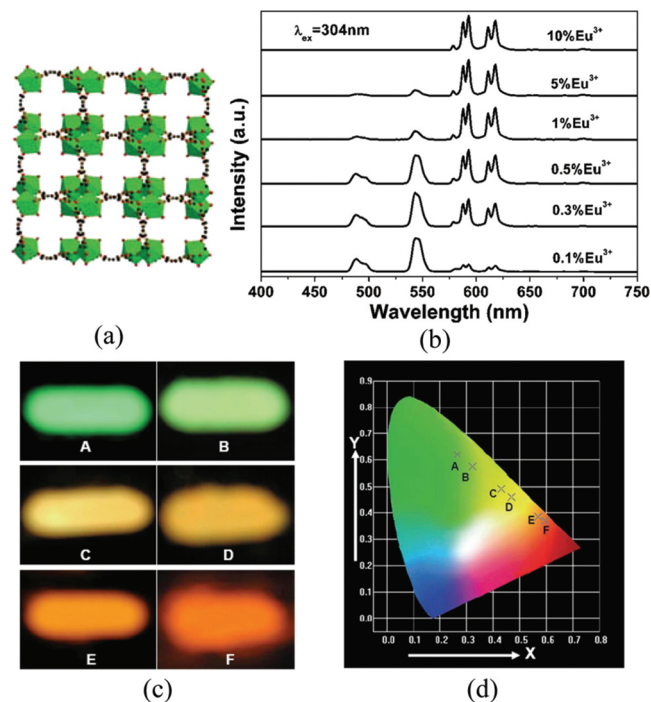 (a)
λex=304nm
10%Eu3+
5%Eu3+
1%Eu3+
0.5%Eu3+
0.3%Eu3+
0.1%Eu3+
Intensity (a.u.)
400 450 500 550 600 650 700 750
Wavelength (nm)
(b)
A B
C D
E F
(c)
0.9
0.8
0.7
Y
0.6
0.5
0.4
0.3
0.2
0.1
0.0
A
B
C
D
E
F
0.0 0.1 0.2 0.3 0.4 0.5 0.6 0.7 0.8
X
(d)